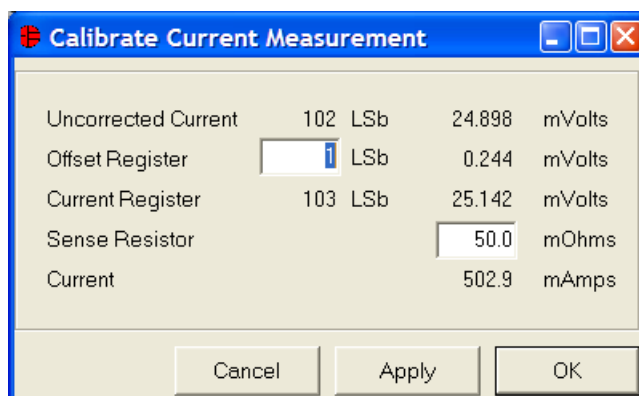 Calibrate Current Measurement
Uncorrected Current 102 LSb 24.898 mVolts
Offset Register 1 LSb 0.244 mVolts
Current Register 103 LSb 25.142 mVolts
Sense Resistor 50.0 mOhms
Current 502.9 mAmps
Cancel Apply OK